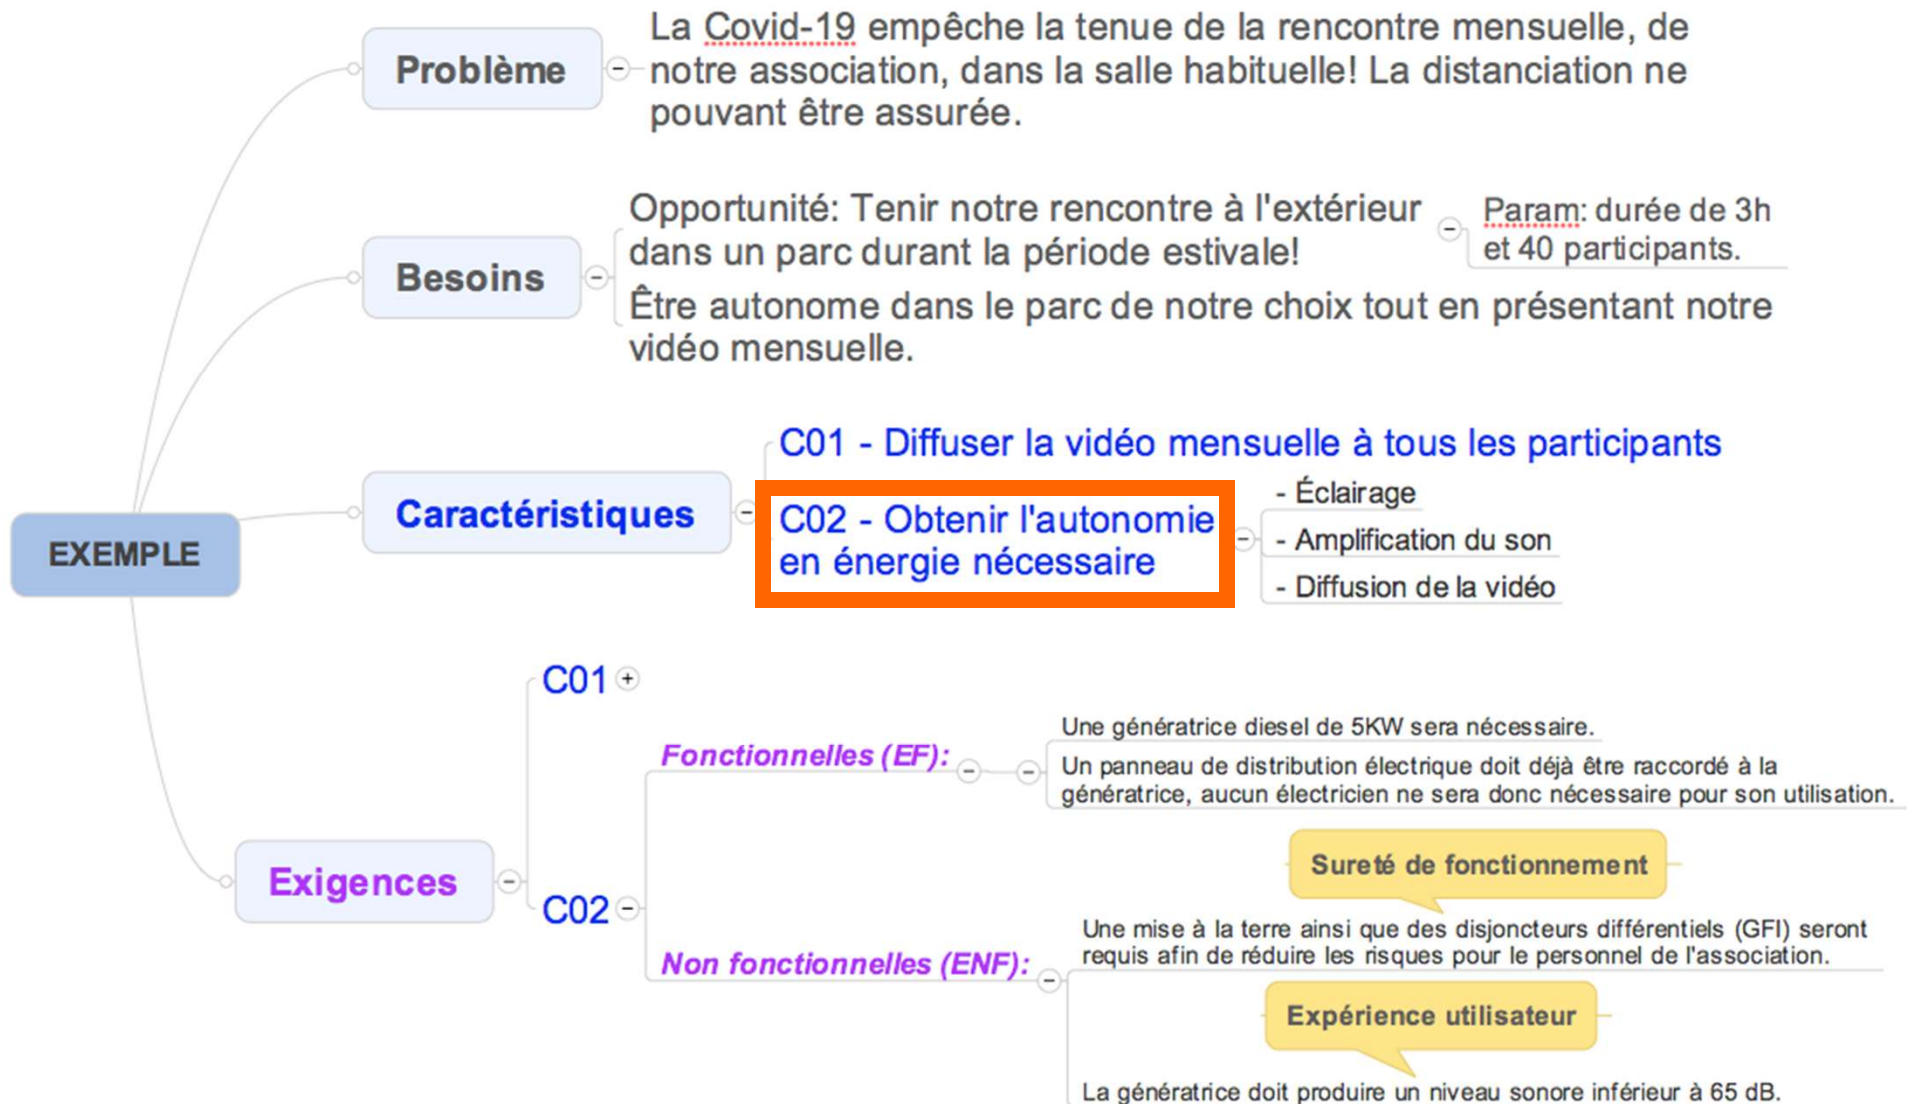 Problème
La Covid-19 empêche la tenue de la rencontre mensuelle, de
notre association, dans la salle habituelle! La distanciation ne
pouvant être assurée.
Besoins
Opportunité: Tenir notre rencontre à l'extérieur
dans un parc durant la période estivale!
Param: durée de 3h
et 40 participants.
Être autonome dans le parc de notre choix tout en présentant notre
vidéo mensuelle.
EXEMPLE
Caractéristiques
C01 - Diffuser la vidéo mensuelle à tous les participants
C02 - Obtenir l'autonomie
en énergie nécessaire
- Éclairage
- Amplification du son
- Diffusion de la vidéo
Exigences
C01
C02
Fonctionnelles (EF):
Une génératrice diesel de 5KW sera nécessaire.
Un panneau de distribution électrique doit déjà être raccordé à la
génératrice, aucun électricien ne sera donc nécessaire pour son utilisation.
Non fonctionnelles (ENF):
Sureté de fonctionnement
Une mise à la terre ainsi que des disjoncteurs différentiels (GFI) seront
requis afin de réduire les risques pour le personnel de l'association.
Expérience utilisateur
La génératrice doit produire un niveau sonore inférieur à 65 dB.